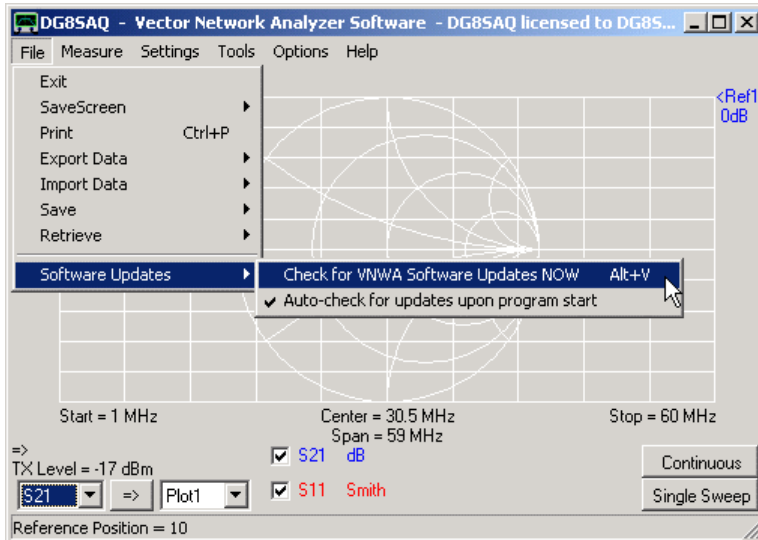 DG8SAQ - Vector Network Analyzer Software - DG8SAQ licensed to DG8S...
File Measure Settings Tools Options Help
Exit
SaveScreen
Print Ctrl+P
Export Data
Import Data
Save
Retrieve
Software Updates
Check for VNWA Software Updates NOW Alt+V
Auto-check for updates upon program start
<Ref1
0dB
Start = 1 MHz Center = 30.5 MHz Stop = 60 MHz
Span = 59 MHz
=>
TX Level = -17 dBm
S21 dB
Continuous
S21 => Plot1
S11 Smith
Single Sweep
Reference Position = 10